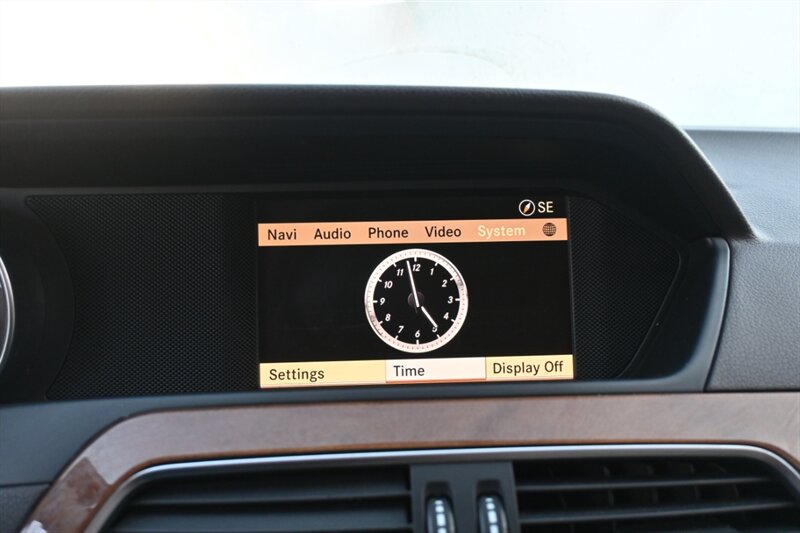 SE
Navi Audio Phone Video System
12
11 1
10 2
9 3
8 4
7 5
6
Settings Time Display Off